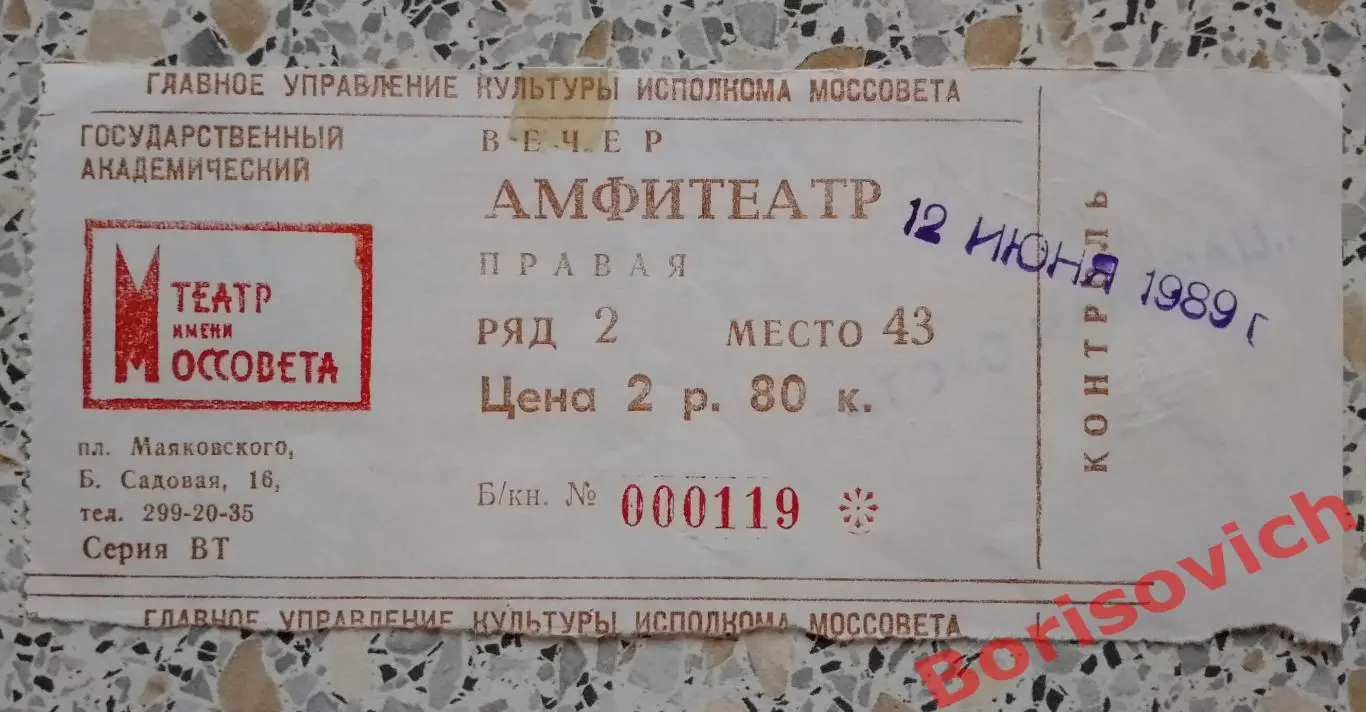 ГЛАВНОЕ УПРАВЛЕНИЕ КУЛЬТУРЫ ИСПОЛКОМА МОССОВЕТА
ГОСУДАРСТВЕННЫЙ
АКАДЕМИЧЕСКИЙ
ТЕАТР
ИМЕНИ
МОССОВЕТА
пл. Маяковского,
Б. Садовая, 16,
тел. 299-20-35
Серия ВТ
ВЕЧЕР
АМФИТЕАТР
ПРАВАЯ
РЯД 2 МЕСТО 43
Цена 2 р. 80 к.
Б/кн. № 000119
12 ИЮНЯ 1989 г
КОНТРОЛЬ
ГЛАВНОЕ УПРАВЛЕНИЕ КУЛЬТУРЫ ИСПОЛКОМА МОССОВЕТА
Borisovich